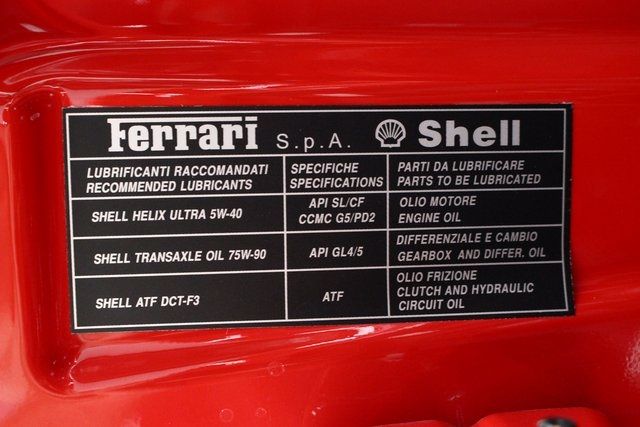 Ferrari S.p.A. Shell
LUBRIFICANTI RACCOMANDATI
RECOMMENDED LUBRICANTS
SPECIFICHE
SPECIFICATIONS
PARTI DA LUBRIFICARE
PARTS TO BE LUBRICATED
SHELL HELIX ULTRA 5W-40
API SL/CF
CCMC G5/PD2
OLIO MOTORE
ENGINE OIL
SHELL TRANSAXLE OIL 75W-90
API GL4/5
DIFFERENZIALE E CAMBIO
GEARBOX AND DIFFER. OIL
SHELL ATF DCT-F3
ATF
OLIO FRIZIONE
CLUTCH AND HYDRAULIC
CIRCUIT OIL